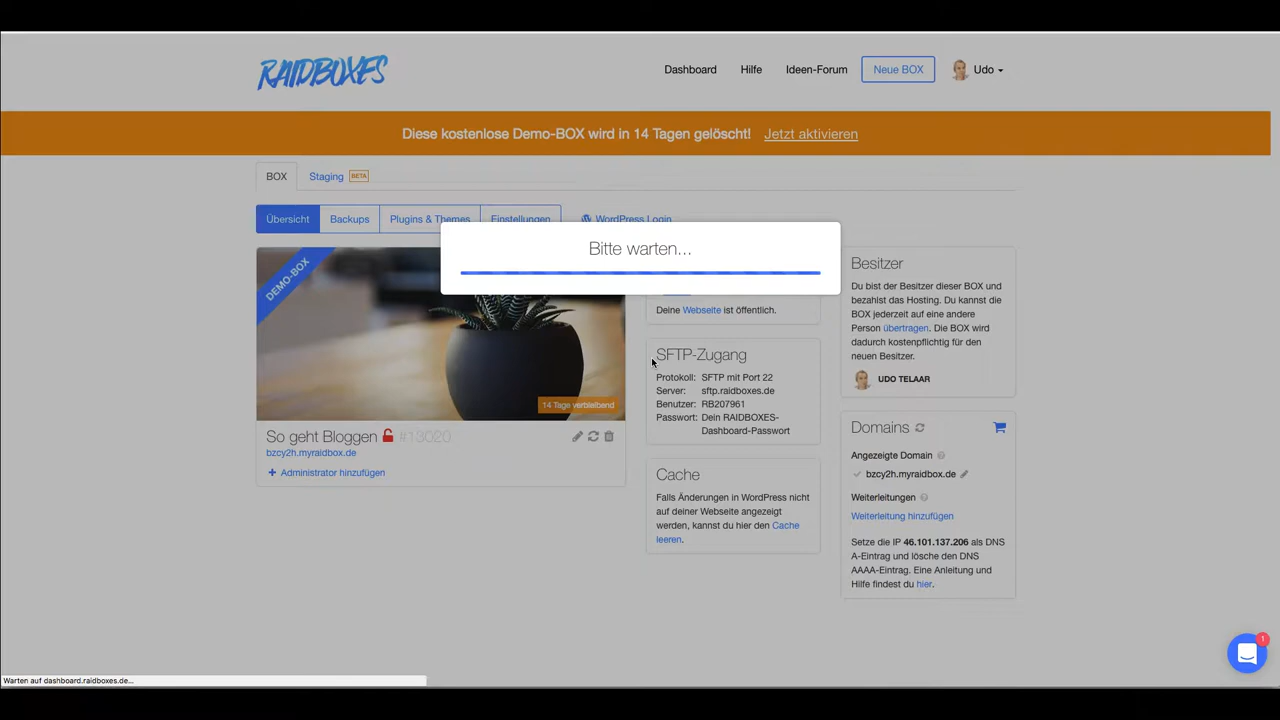 RAIDBOXES
Dashboard
Hilfe
Ideen-Forum
Neue BOX
Udo
Diese kostenlose Demo-BOX wird in 14 Tagen gelöscht! Jetzt aktivieren
BOX
Staging BETA
Übersicht
Backups
Plugins & Themes
Einstellungen
WordPress Login
Bitte warten...
DEMO-BOX
14 Tage verbleibend
So geht Bloggen #13020
bzcy2h.myraidbox.de
+ Administrator hinzufügen
Deine Webseite ist öffentlich.
SFTP-Zugang
Protokoll: SFTP mit Port 22
Server: sftp.raidboxes.de
Benutzer: RB207961
Passwort: Dein RAIDBOXES-
Dashboard-Passwort
Cache
Falls Änderungen in WordPress nicht
auf deiner Webseite angezeigt
werden, kannst du hier den Cache
leeren.
Besitzer
Du bist der Besitzer dieser BOX und
bezahlst das Hosting. Du kannst die
BOX jederzeit auf eine andere
Person übertragen. Die BOX wird
dadurch kostenpflichtig für den
neuen Besitzer.
UDO TELAAR
Domains
Angezeigte Domain
bzcy2h.myraidbox.de
Weiterleitungen
Weiterleitung hinzufügen
Setze die IP 46.101.137.206 als DNS
A-Eintrag und lösche den DNS
AAAA-Eintrag. Eine Anleitung und
Hilfe findest du hier.
1
Warten auf dashboard.raidboxes.de...